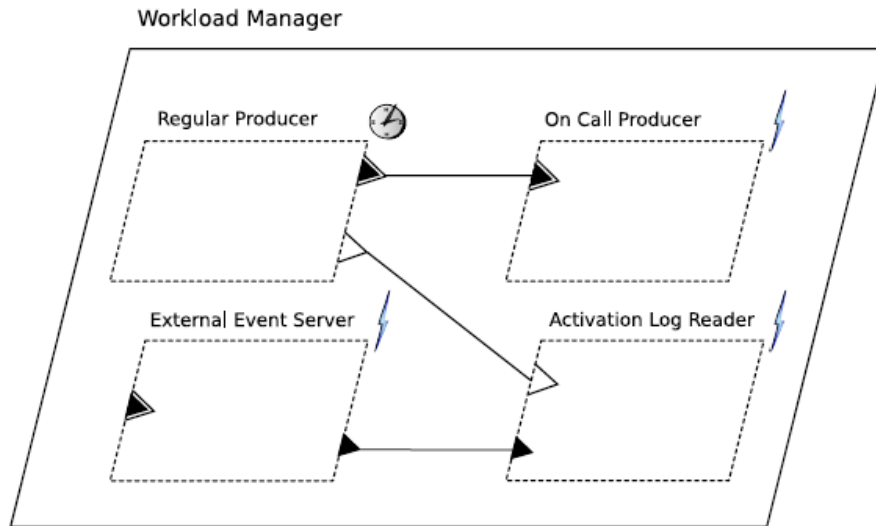 Workload Manager
Regular Producer
On Call Producer
External Event Server
Activation Log Reader